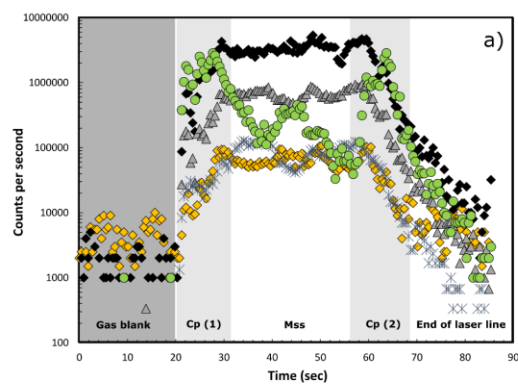 a)
10000000
1000000
100000
10000
1000
100
Counts per second
Gas blank Cp (1) Mss Cp (2) End of laser line
0 10 20 30 40 50 60 70 80 90
Time (sec)